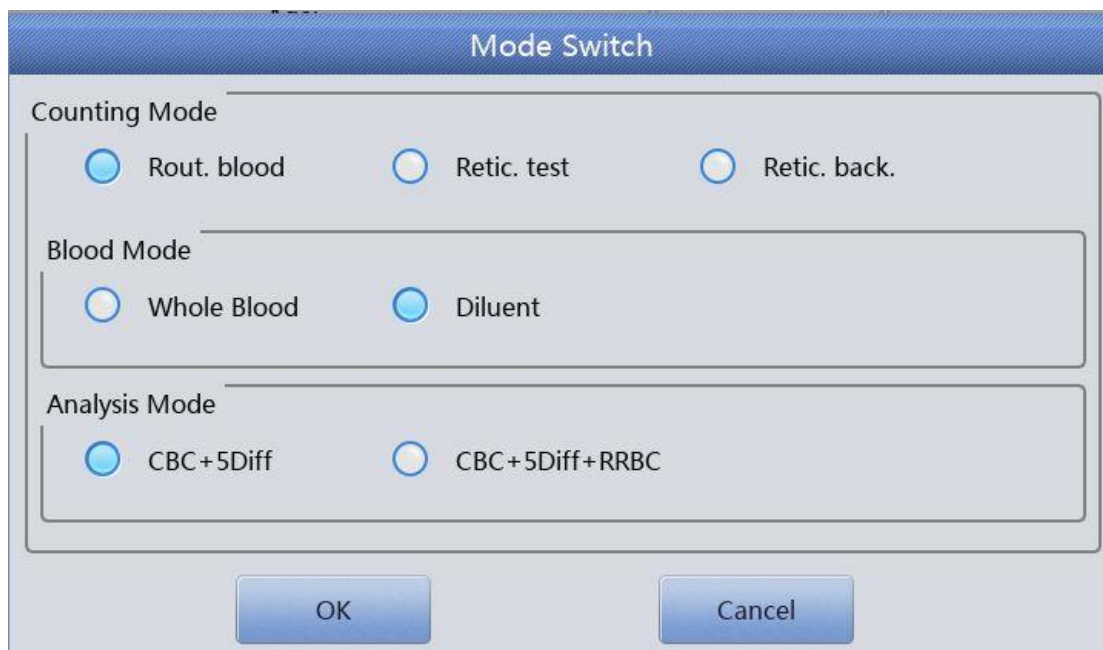 Mode Switch
Counting Mode
Rout. blood Retic. test Retic. back.
Blood Mode
Whole Blood Diluent
Analysis Mode
CBC+5Diff CBC+5Diff+RRBC
OK Cancel